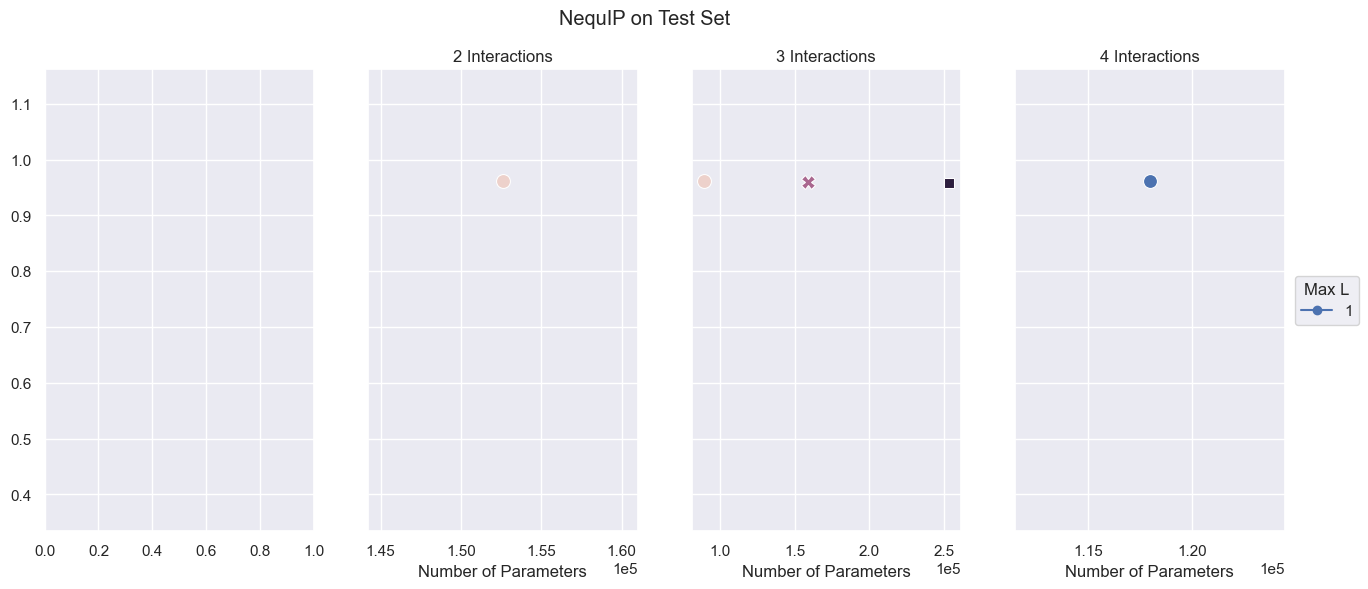 NequIP on Test Set
2 Interactions
3 Interactions
4 Interactions
1.1
1.0
0.9
0.8
0.7
0.6
0.5
0.4
0.0 0.2 0.4 0.6 0.8 1.0
1.45 1.50 1.55 1.60
1e5
Number of Parameters
1.0 1.5 2.0 2.5
1e5
Number of Parameters
1.15 1.20
1e5
Number of Parameters
Max L
1